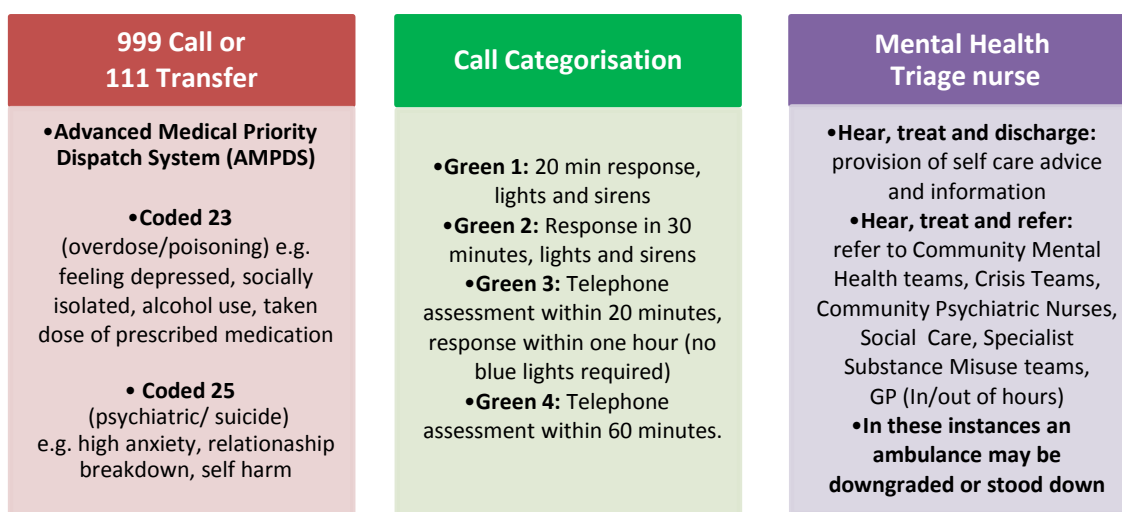 999 Call or
111 Transfer
•Advanced Medical Priority
Dispatch System (AMPDS)
•Coded 23
(overdose/poisoning) e.g.
feeling depressed, socially
isolated, alcohol use, taken
dose of prescribed medication
• Coded 25
(psychiatric/ suicide)
e.g. high anxiety, relationaship
breakdown, self harm
Call Categorisation
•Green 1: 20 min response,
lights and sirens
•Green 2: Response in 30
minutes, lights and sirens
•Green 3: Telephone
assessment within 20 minutes,
response within one hour (no
blue lights required)
•Green 4: Telephone
assessment within 60 minutes.
Mental Health
Triage nurse
•Hear, treat and discharge:
provision of self care advice
and information
•Hear, treat and refer:
refer to Community Mental
Health teams, Crisis Teams,
Community Psychiatric Nurses,
Social Care, Specialist
Substance Misuse teams,
GP (In/out of hours)
•In these instances an
ambulance may be
downgraded or stood down